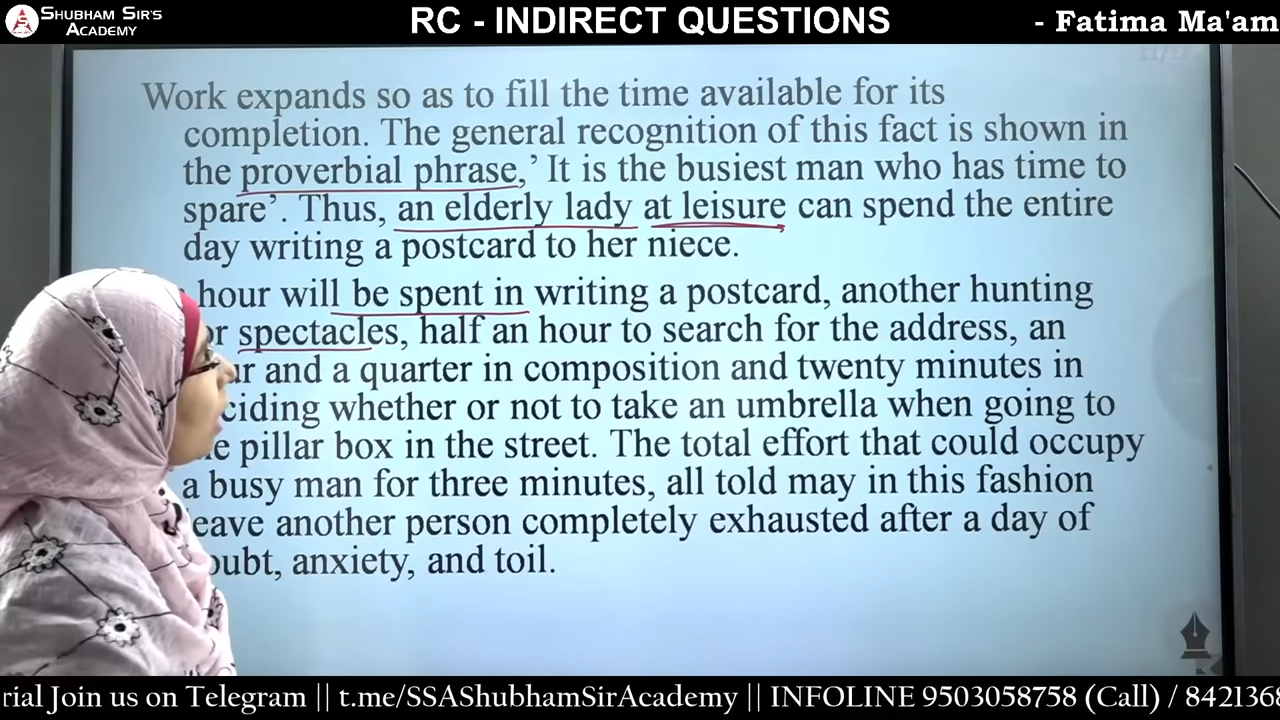 SHUBHAM SIR'S
ACADEMY
RC - INDIRECT QUESTIONS
- Fatima Ma'am
Work expands so as to fill the time available for its
completion. The general recognition of this fact is shown in
the proverbial phrase,’ It is the busiest man who has time to
spare’. Thus, an elderly lady at leisure can spend the entire
day writing a postcard to her niece.
hour will be spent in writing a postcard, another hunting
or spectacles, half an hour to search for the address, an
ur and a quarter in composition and twenty minutes in
ciding whether or not to take an umbrella when going to
e pillar box in the street. The total effort that could occupy
a busy man for three minutes, all told may in this fashion
eave another person completely exhausted after a day of
oubt, anxiety, and toil.
rial Join us on Telegram || t.me/SSAShubhamSirAcademy || INFOLINE 9503058758 (Call) / 8421368